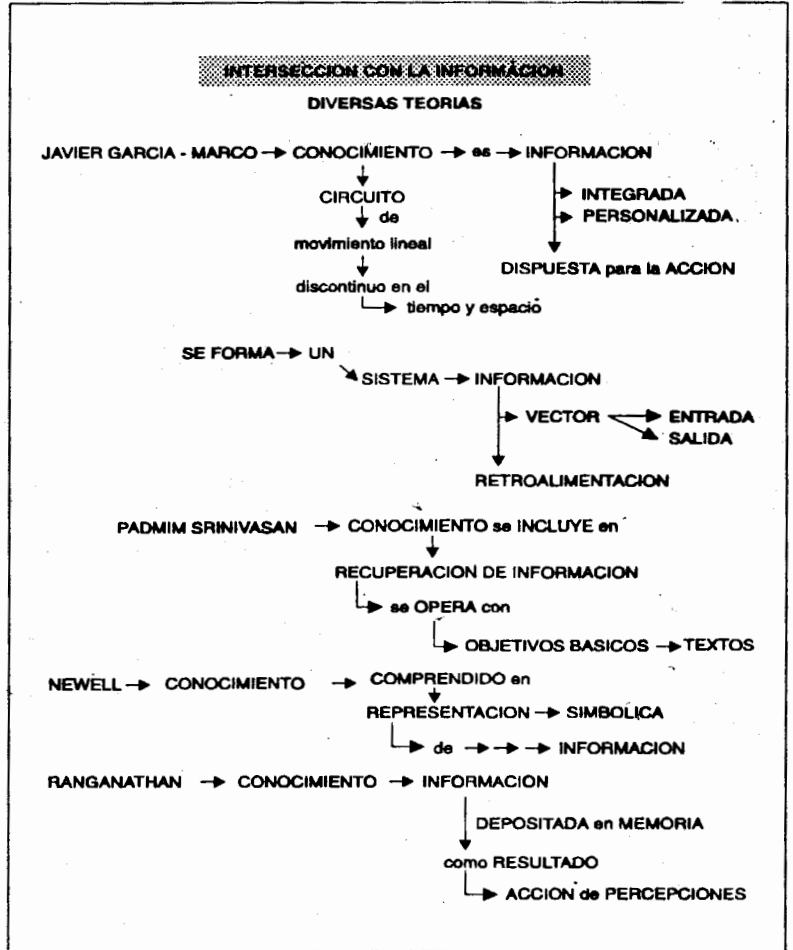 INTERSECCION CON LA INFORMÁCION
DIVERSAS TEORIAS
JAVIER GARCIA - MARCO → CONOCIMIENTO → es → INFORMACION
CIRCUITO
INTEGRADA
de
PERSONALIZADA
movimiento lineal
DISPUESTA para la ACCION
discontinuo en el
tiempo y espacio
SE FORMA → UN
SISTEMA → INFORMACION
VECTOR ENTRADA
SALIDA
RETROALIMENTACION
PADMIM SRINIVASAN → CONOCIMIENTO se INCLUYE en
RECUPERACION DE INFORMACION
se OPERA con
OBJETIVOS BASICOS → TEXTOS
NEWELL → CONOCIMIENTO → COMPRENDIDO en
REPRESENTACION → SIMBOLICA
de → → → INFORMACION
RANGANATHAN → CONOCIMIENTO → INFORMACION
DEPOSITADA en MEMORIA
como RESULTADO
ACCION de PERCEPCIONES